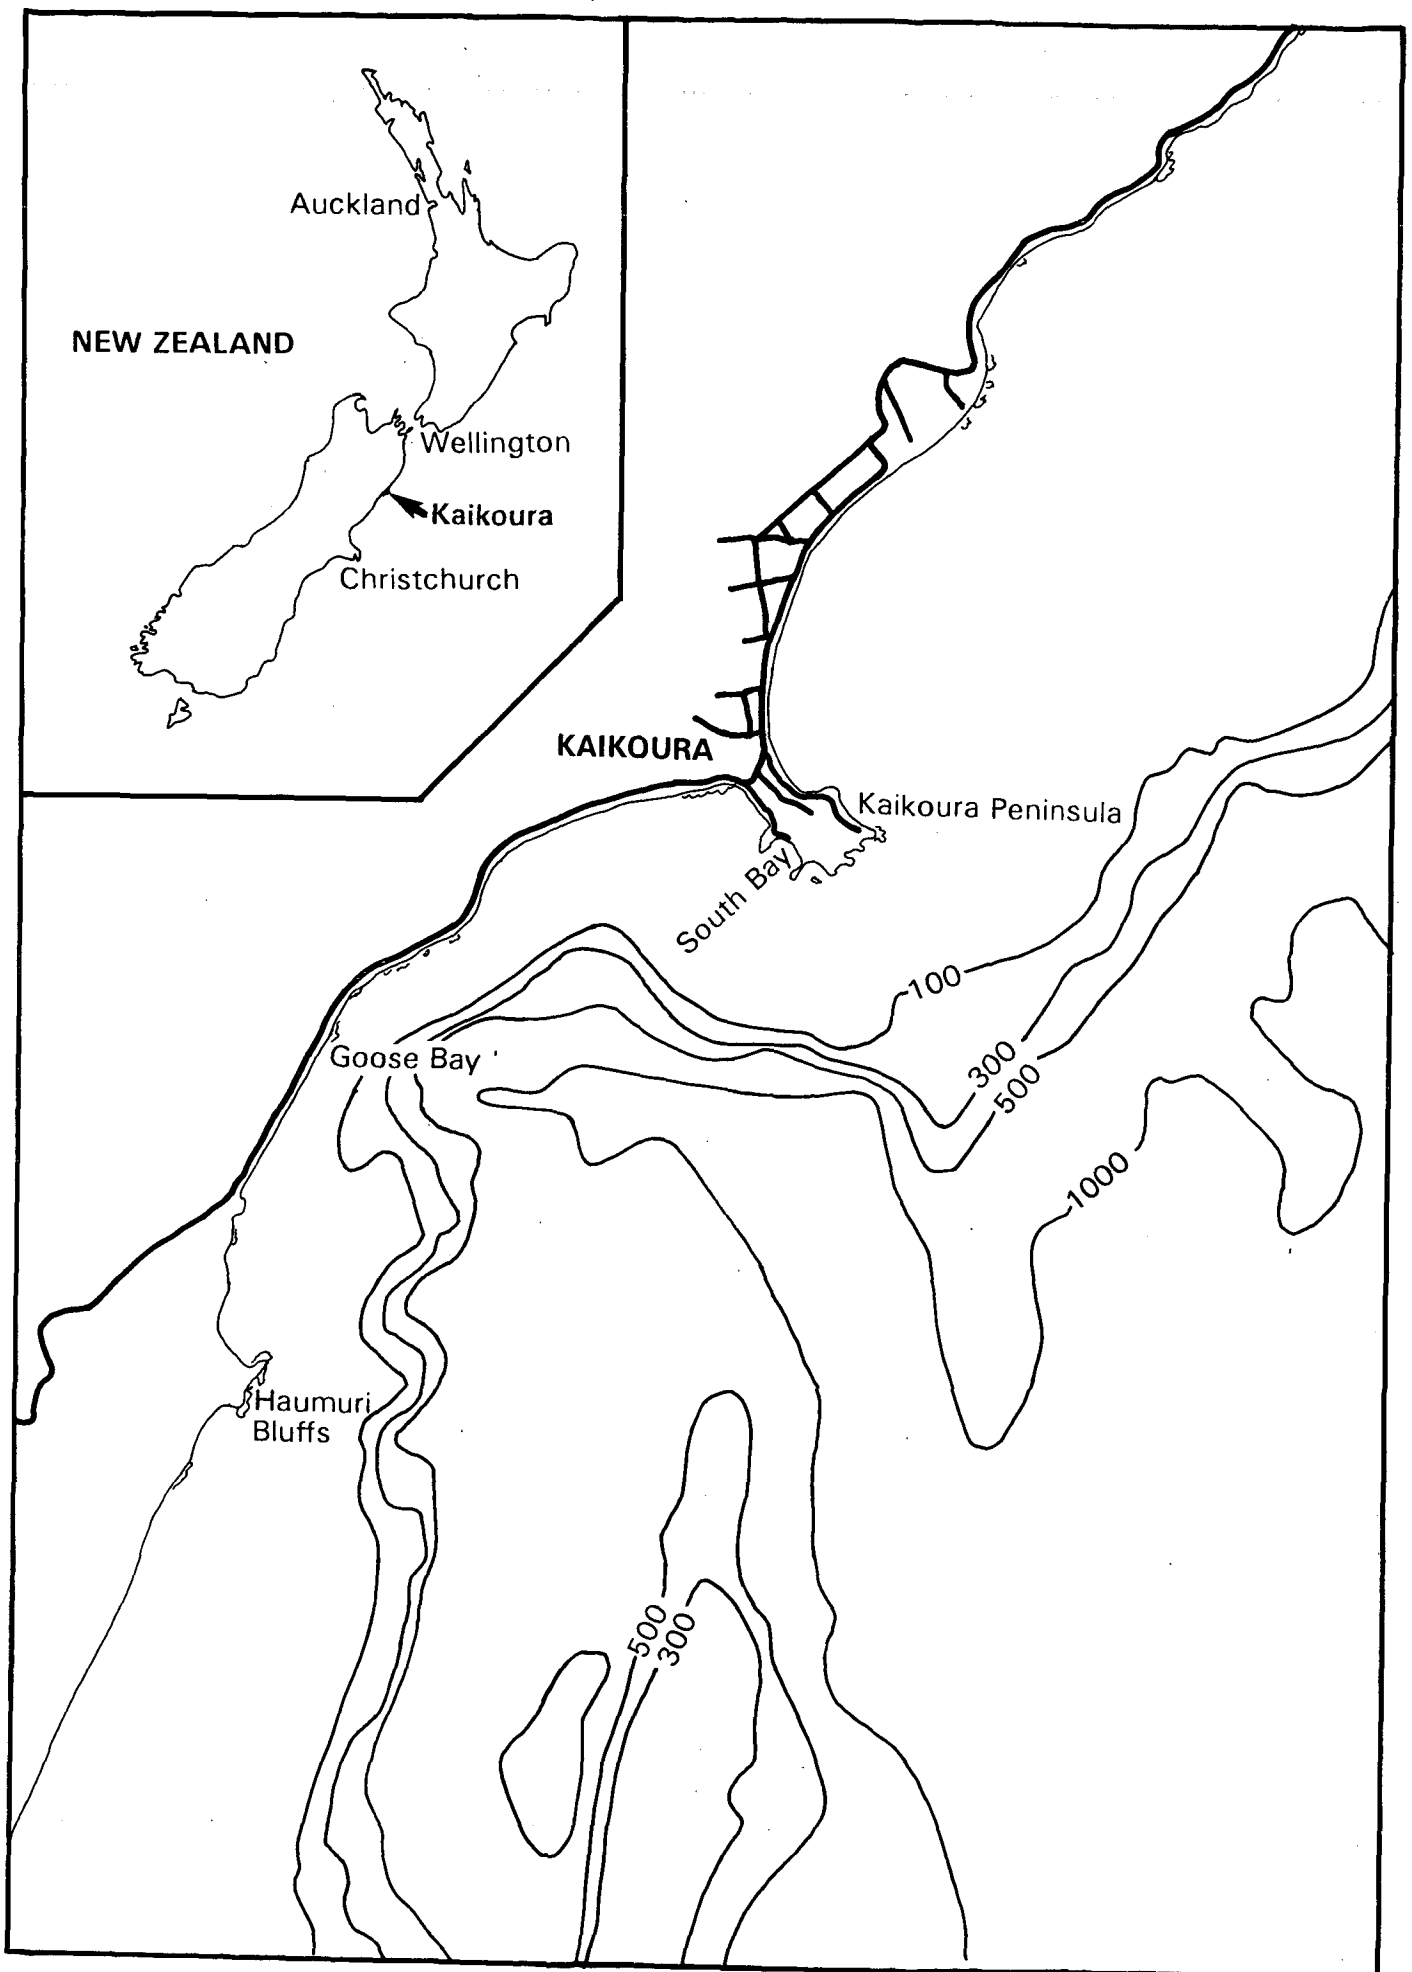 Auckland
NEW ZEALAND
Wellington
Kaikoura
Christchurch
KAIKOURA
Kaikoura Peninsula
South Bay
100
Goose Bay
300
500
1000
Haumuri
Bluffs
500
300